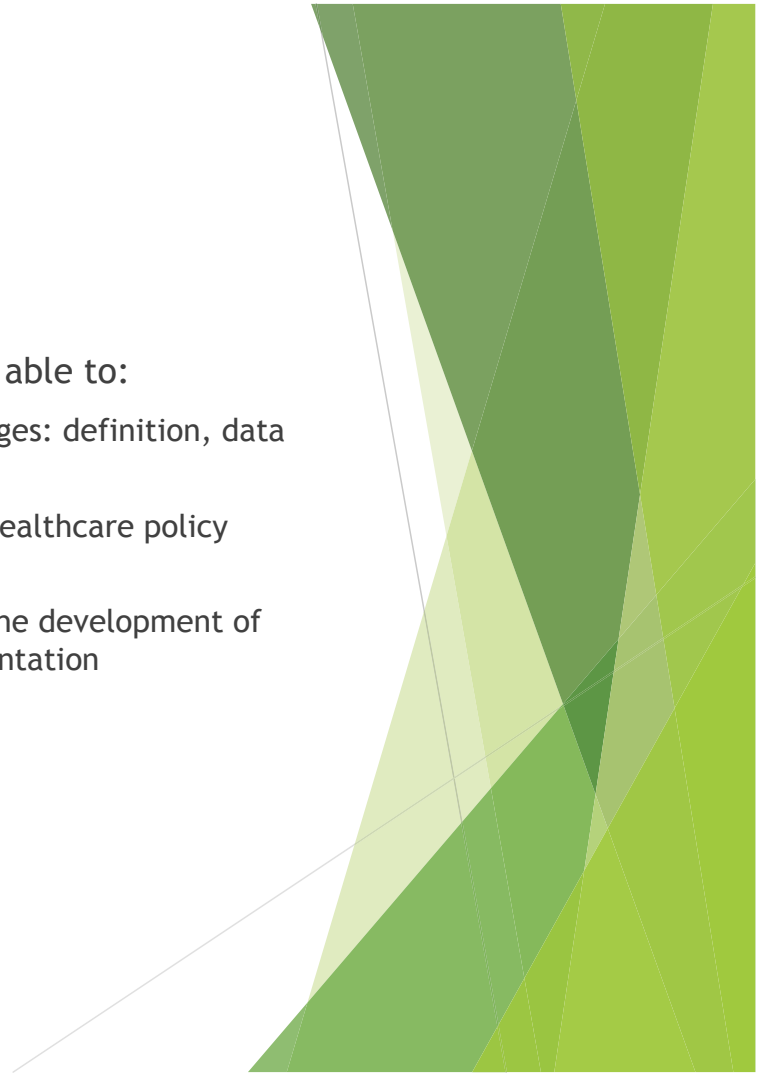 able to:
ges: definition, data
ealthcare policy
he development of
ntation